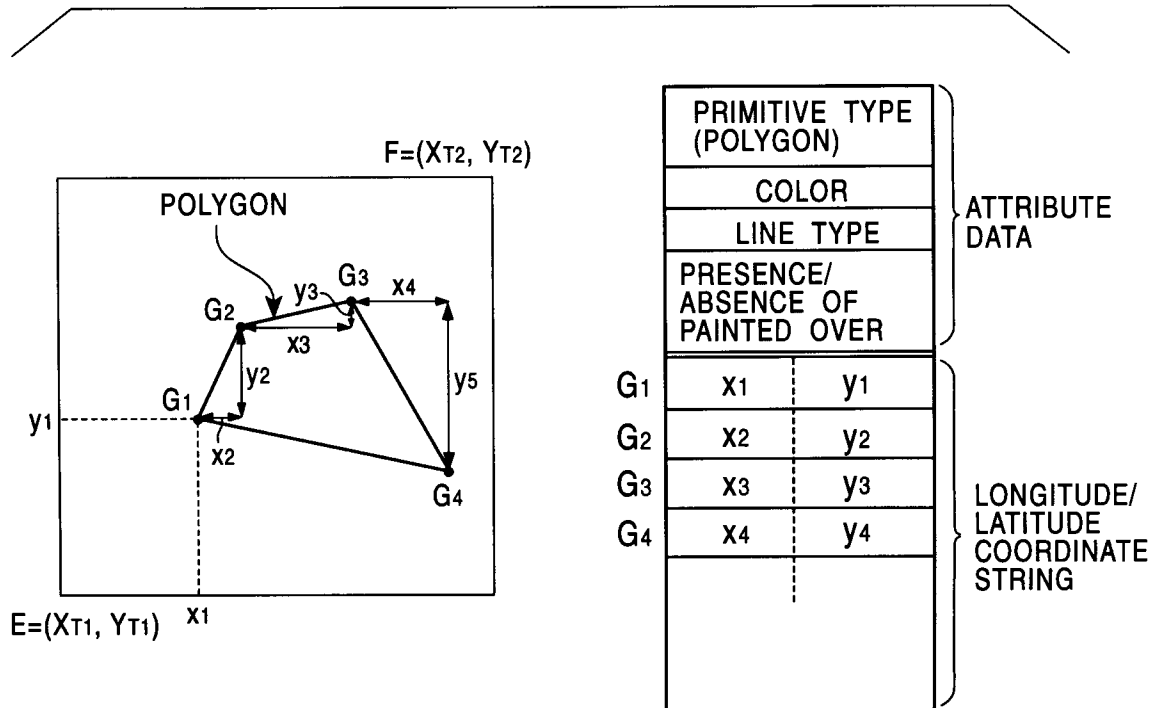 F=(XT2, YT2)
POLYGON
G3
y3
x4
G2
x3
y2
y5
G1
y1
x2
G4
E=(XT1, YT1)
x1
PRIMITIVE TYPE
(POLYGON)
COLOR
LINE TYPE
PRESENCE/
ABSENCE OF
PAINTED OVER
ATTRIBUTE
DATA
G1 x1 y1
G2 x2 y2
G3 x3 y3
G4 x4 y4
LONGITUDE/
LATITUDE
COORDINATE
STRING